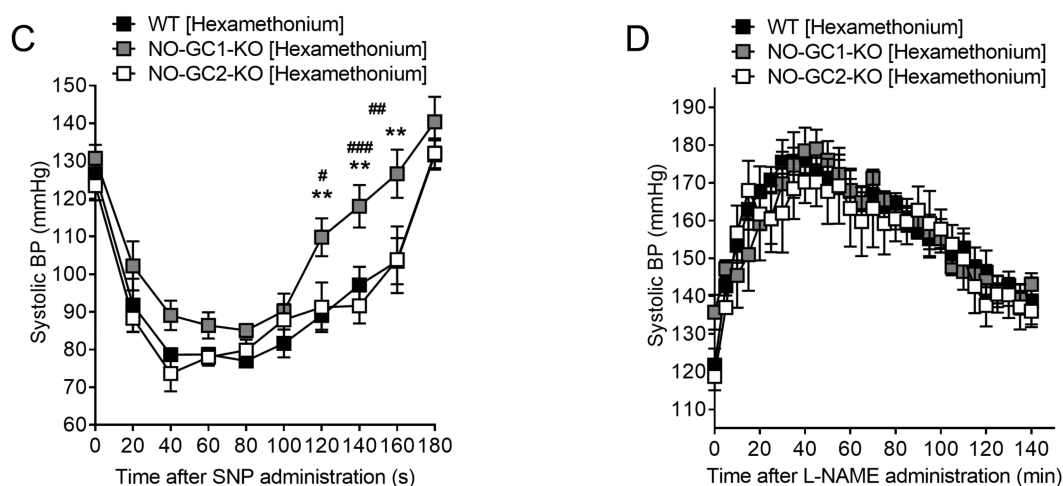 C
WT [Hexamethonium]
NO-GC1-KO [Hexamethonium]
NO-GC2-KO [Hexamethonium]
Systolic BP (mmHg)
150
140
130
120
110
100
90
80
70
60
#
**
###
**
##
**
0 20 40 60 80 100 120 140 160 180
Time after SNP administration (s)
D
WT [Hexamethonium]
NO-GC1-KO [Hexamethonium]
NO-GC2-KO [Hexamethonium]
Systolic BP (mmHg)
190
180
170
160
150
140
130
120
110
0 20 40 60 80 100 120 140
Time after L-NAME administration (min)